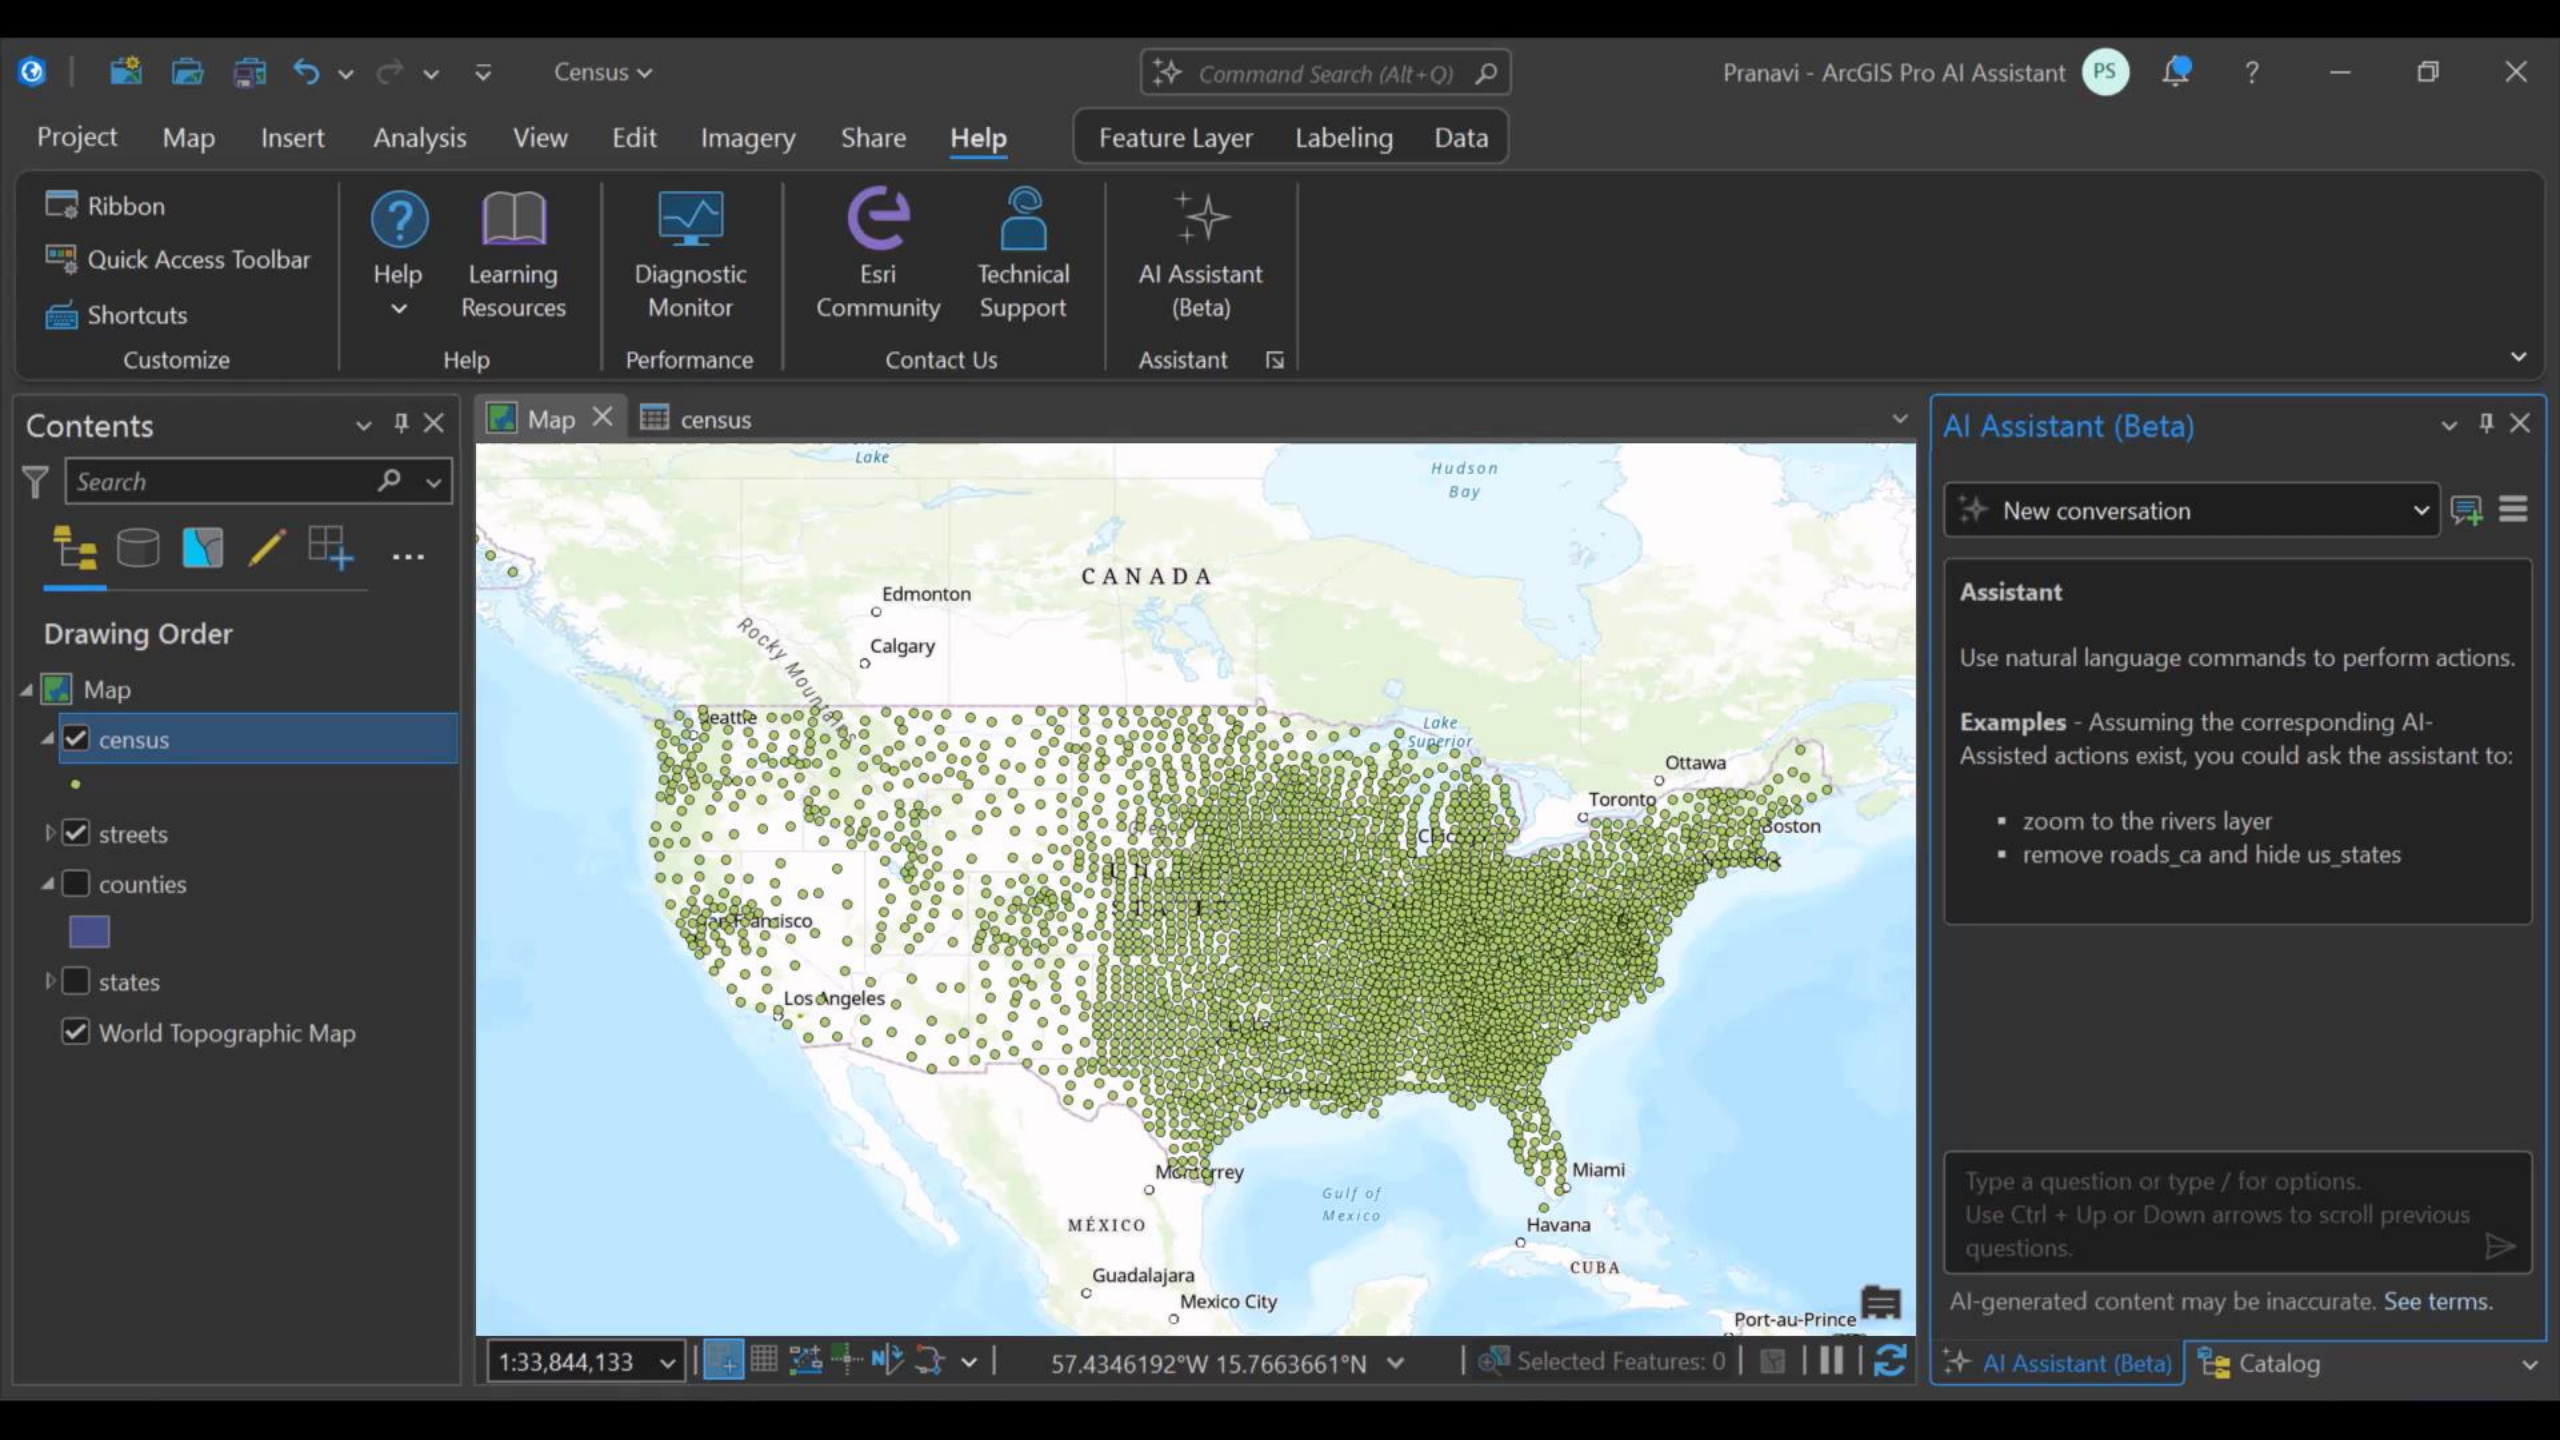 Census
Command Search (Alt+Q)
Pranavi - ArcGIS Pro AI Assistant
PS
?
Project
Map
Insert
Analysis
View
Edit
Imagery
Share
Help
Feature Layer
Labeling
Data
Ribbon
Quick Access Toolbar
Shortcuts
Customize
Help
Learning
Resources
Help
Diagnostic
Monitor
Performance
Esri
Community
Technical
Support
Contact Us
AI Assistant
(Beta)
Assistant
Contents
Search
Drawing Order
Map
census
streets
counties
states
World Topographic Map
Map
census
Lake
Hudson
Bay
CANADA
Edmonton
Calgary
Rocky Mountains
Lake
Superior
Ottawa
Toronto
Boston
Los Angeles
Monterrey
Miami
Gulf of
Mexico
MÉXICO
Havana
CUBA
Guadalajara
Mexico City
Port-au-Prince
1:33,844,133
57.4346192°W 15.7663661°N
Selected Features: 0
AI Assistant (Beta)
New conversation
Assistant
Use natural language commands to perform actions.
Examples - Assuming the corresponding AI-
Assisted actions exist, you could ask the assistant to:
▪ zoom to the rivers layer
▪ remove roads_ca and hide us_states
Type a question or type / for options.
Use Ctrl + Up or Down arrows to scroll previous
questions.
AI-generated content may be inaccurate. See terms.
AI Assistant (Beta)
Catalog